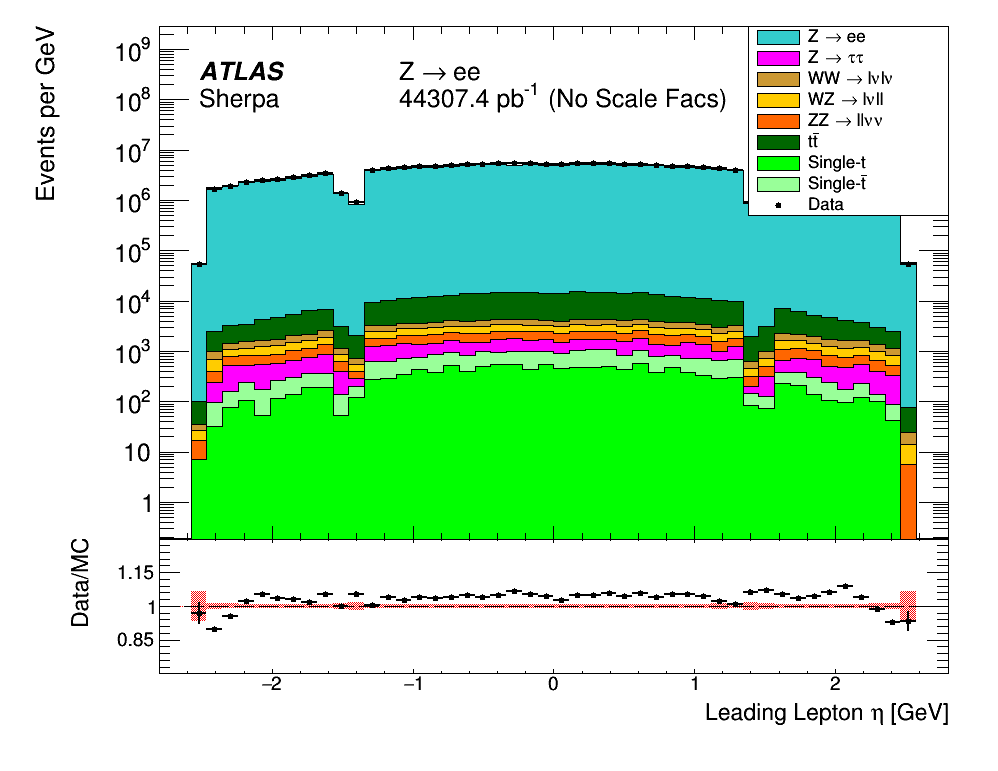 Events per GeV
10⁹
10⁸
10⁷
10⁶
10⁵
10⁴
10³
10²
10
1
ATLAS
Sherpa
Z → ee
44307.4 pb⁻¹ (No Scale Facs)
Z → ee
Z → ττ
WW → lνlν
WZ → lνll
ZZ → llνν
tt̄
Single-t
Single-t̄
Data
Data/MC
1.15
1
0.85
−2
−1
0
1
2
Leading Lepton η [GeV]